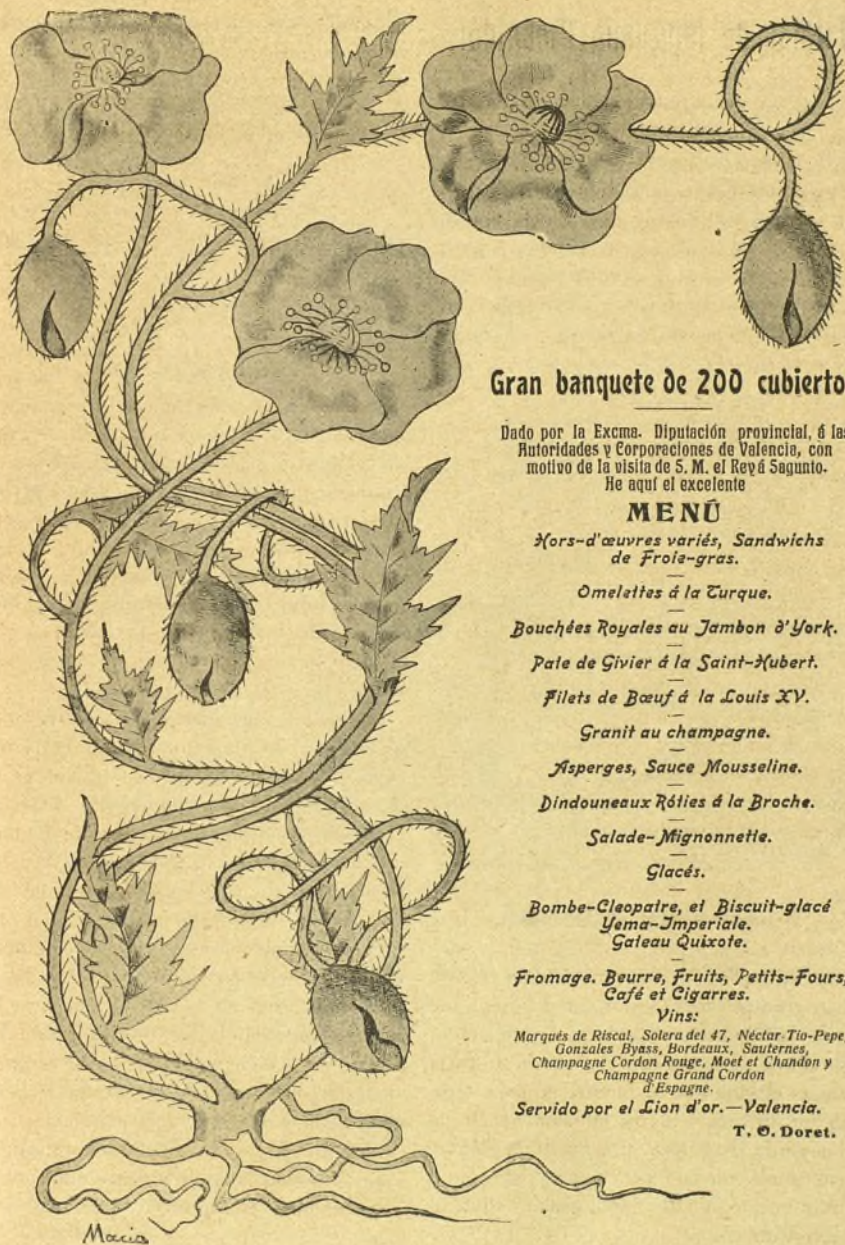 Gran banquete de 200 cubierto
Dado por la Excma. Diputación provincial, á las
Autoridades y Corporaciones de Valencia, con
motivo de la visita de S. M. el Rey á Sagunto.
He aquí el excelente
MENÚ
Hors-d'œuvres variés, Sandwichs
de Froie-gras.
Omelettes á la Turque.
Bouchées Royales au Jambon d'York.
Pate de Givier á la Saint-Hubert.
Filets de Bœuf á la Louis XV.
Granit au champagne.
Asperges, Sauce Mousseline.
Dindouneaux Róties á la Broche.
Salade-Mignonnette.
Glacés.
Bombe-Cleopatre, et Biscuit-glacé
Yema-Imperiale.
Gateau Quixote.
Fromage. Beurre, Fruits, Petits-Fours,
Café et Cigarres.
Vins:
Marqués de Riscal, Solera del 47, Néctar-Tio-Pepe,
Gonzales Byass, Bordeaux, Sauternes,
Champagne Cordon Rouge, Moet et Chandon y
Champagne Grand Cordon
d'Espagne.
Servido por el Lion d'or.—Valencia.
T. O. Doret.
Macia